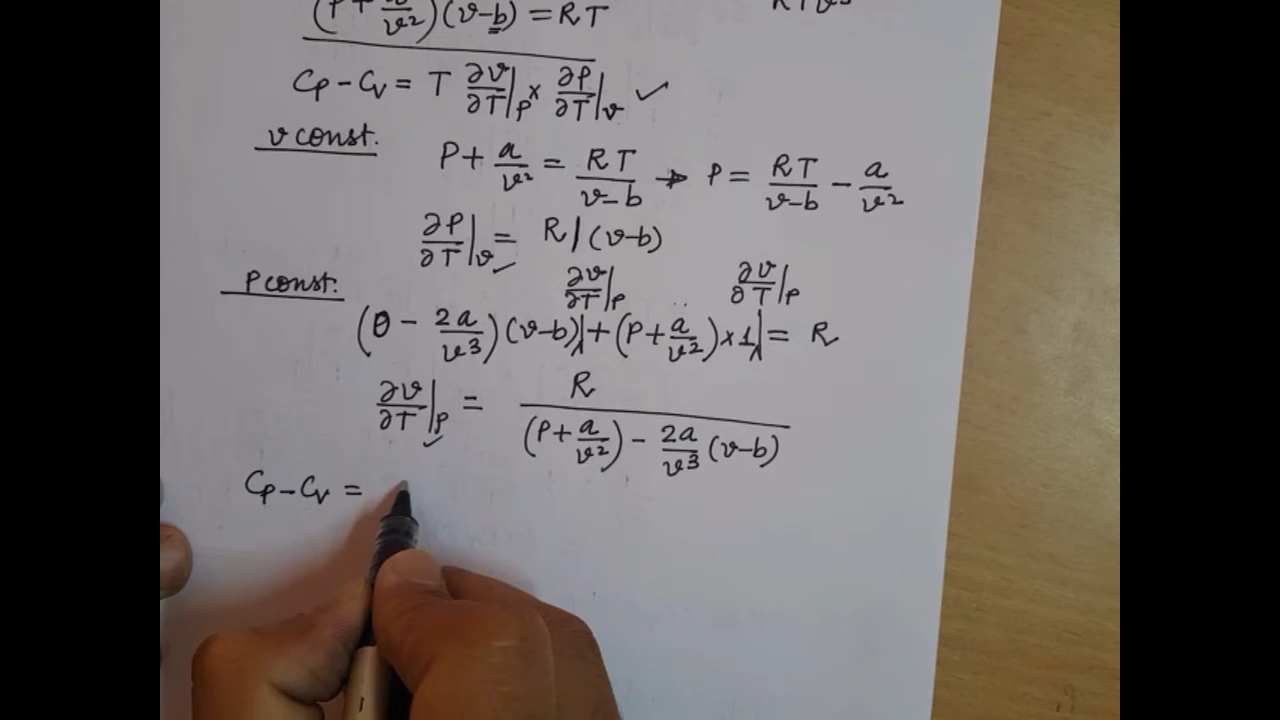 (P + a/v²)(v-b) = RT
RTv³
Cp - Cv = T ∂v/∂T|p × ∂P/∂T|v ✓
v const. P + a/v² = RT/v-b → P = RT/v-b - a/v²
∂P/∂T|v = R/(v-b)
P const. ∂v/∂T|p ∂v/∂T|p
(0 - 2a/v³)(v-b) + (P + a/v²)×1 = R
∂v/∂T|p = R/(P + a/v²) - 2a/v³ (v-b)
Cp - Cv =